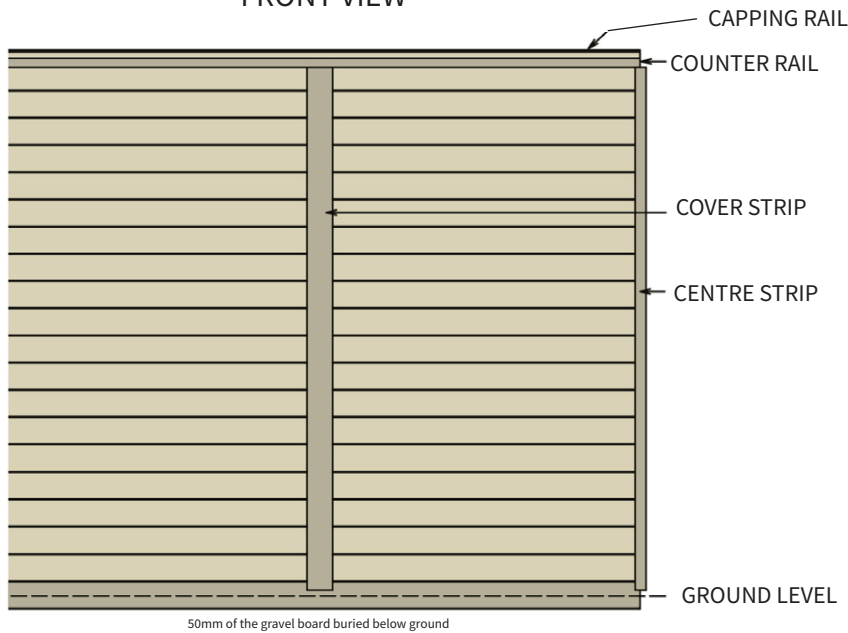 FRONT VIEW
CAPPING RAIL
COUNTER RAIL
COVER STRIP
CENTRE STRIP
GROUND LEVEL
50mm of the gravel board buried below ground